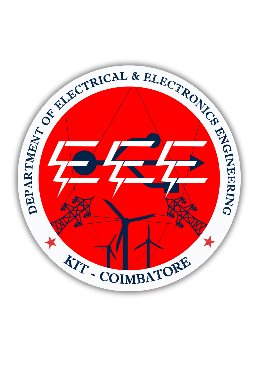 DEPARTMENT OF ELECTRICAL & ELECTRONICS ENGINEERING
EEE
KIT - COIMBATORE